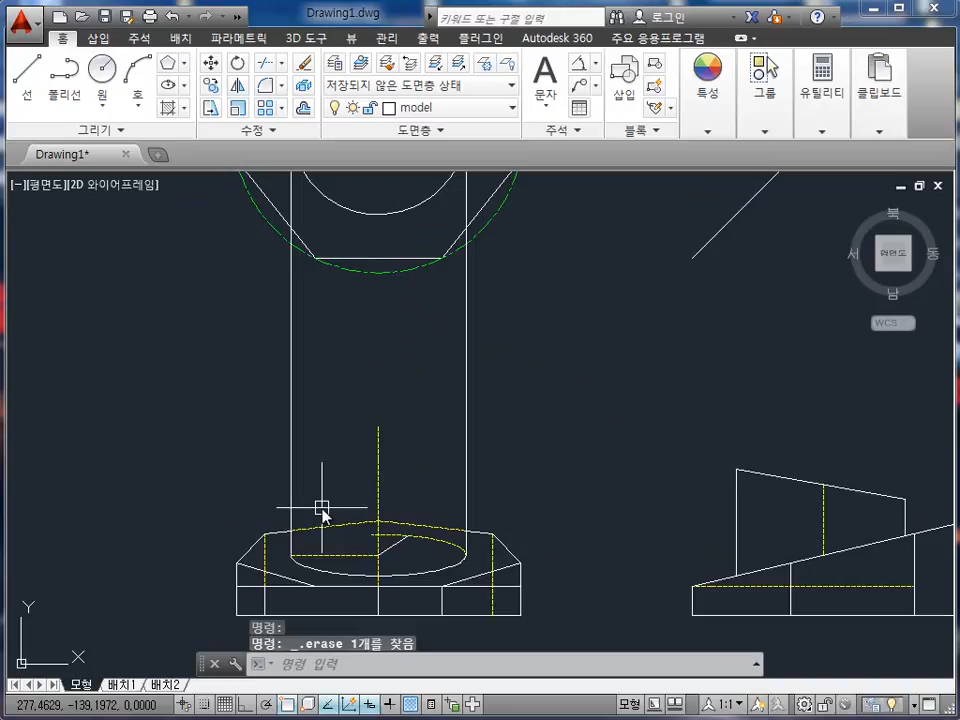 Drawing1.dwg
키워드 또는 구절 입력
로그인
홈 삽입 주석 배치 파라메트릭 3D 도구 뷰 관리 출력 플러그인 Autodesk 360 주요 응용프로그램
선 폴리선 원 호
저장되지 않은 도면층 상태
model
문자 삽입 특성 그룹 유틸리티 클립보드
그리기 수정 도면층 주석 블록
Drawing1*
[−][평면도][2D 와이어프레임]
북
서 평면도 동
남
WCS
Y
X
명령:
명령: _.erase 1개를 찾음
명령 입력
모형 배치1 배치2
277.4629, -139.1972, 0.0000
모형
1:1